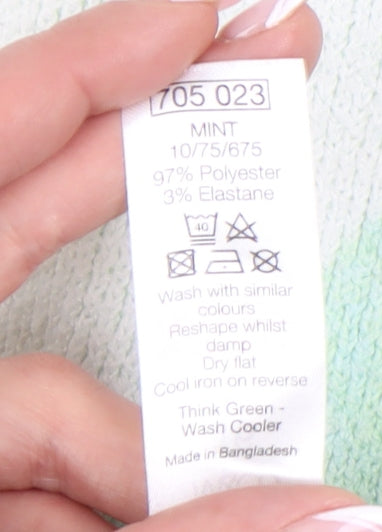 705 023
MINT
10/75/675
97% Polyester
3% Elastane
40
Wash with similar
colours
Reshape whilst
damp
Dry flat
Cool iron on reverse
Think Green -
Wash Cooler
Made in Bangladesh